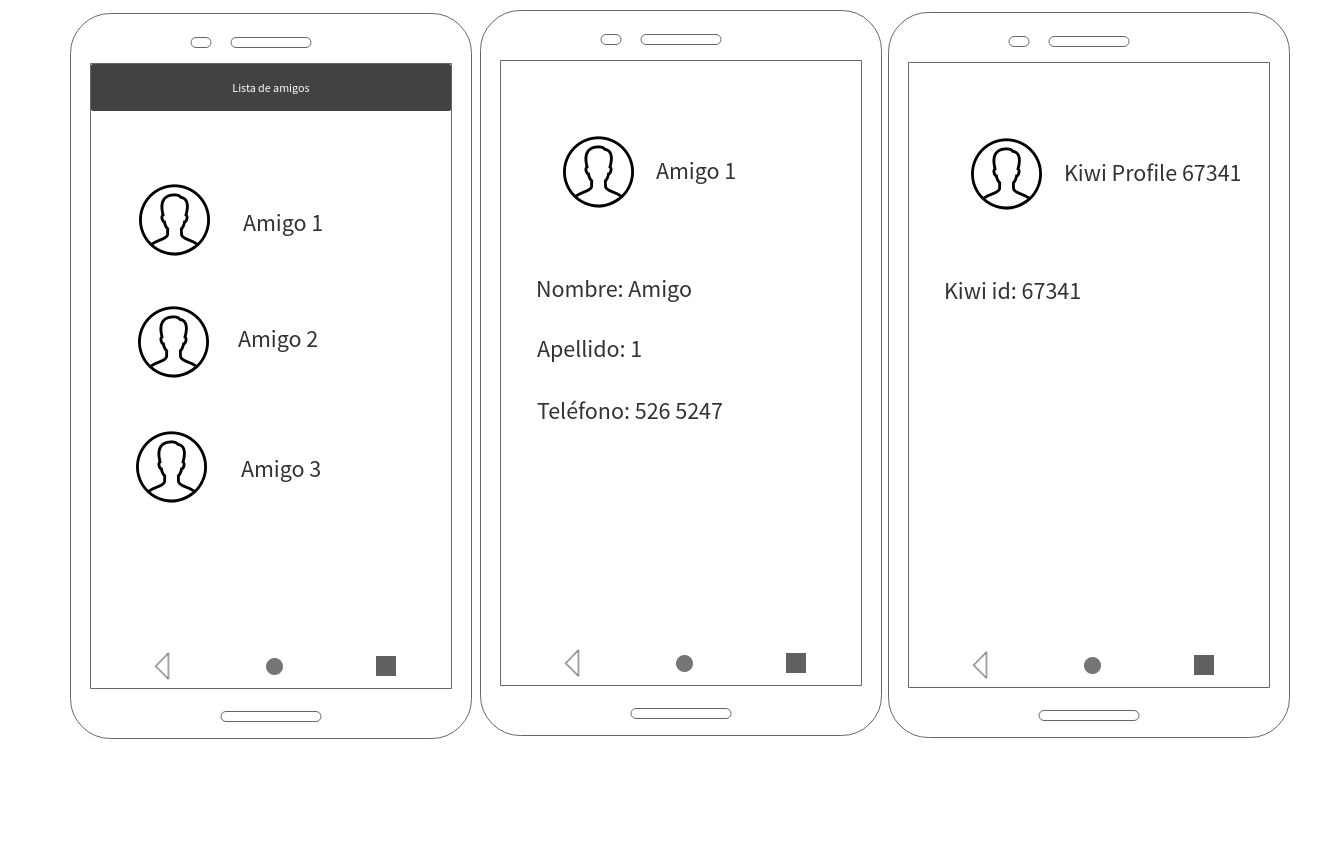 Lista de amigos
Amigo 1
Amigo 2
Amigo 3
Amigo 1
Nombre: Amigo
Apellido: 1
Teléfono: 526 5247
Kiwi Profile 67341
Kiwi id: 67341